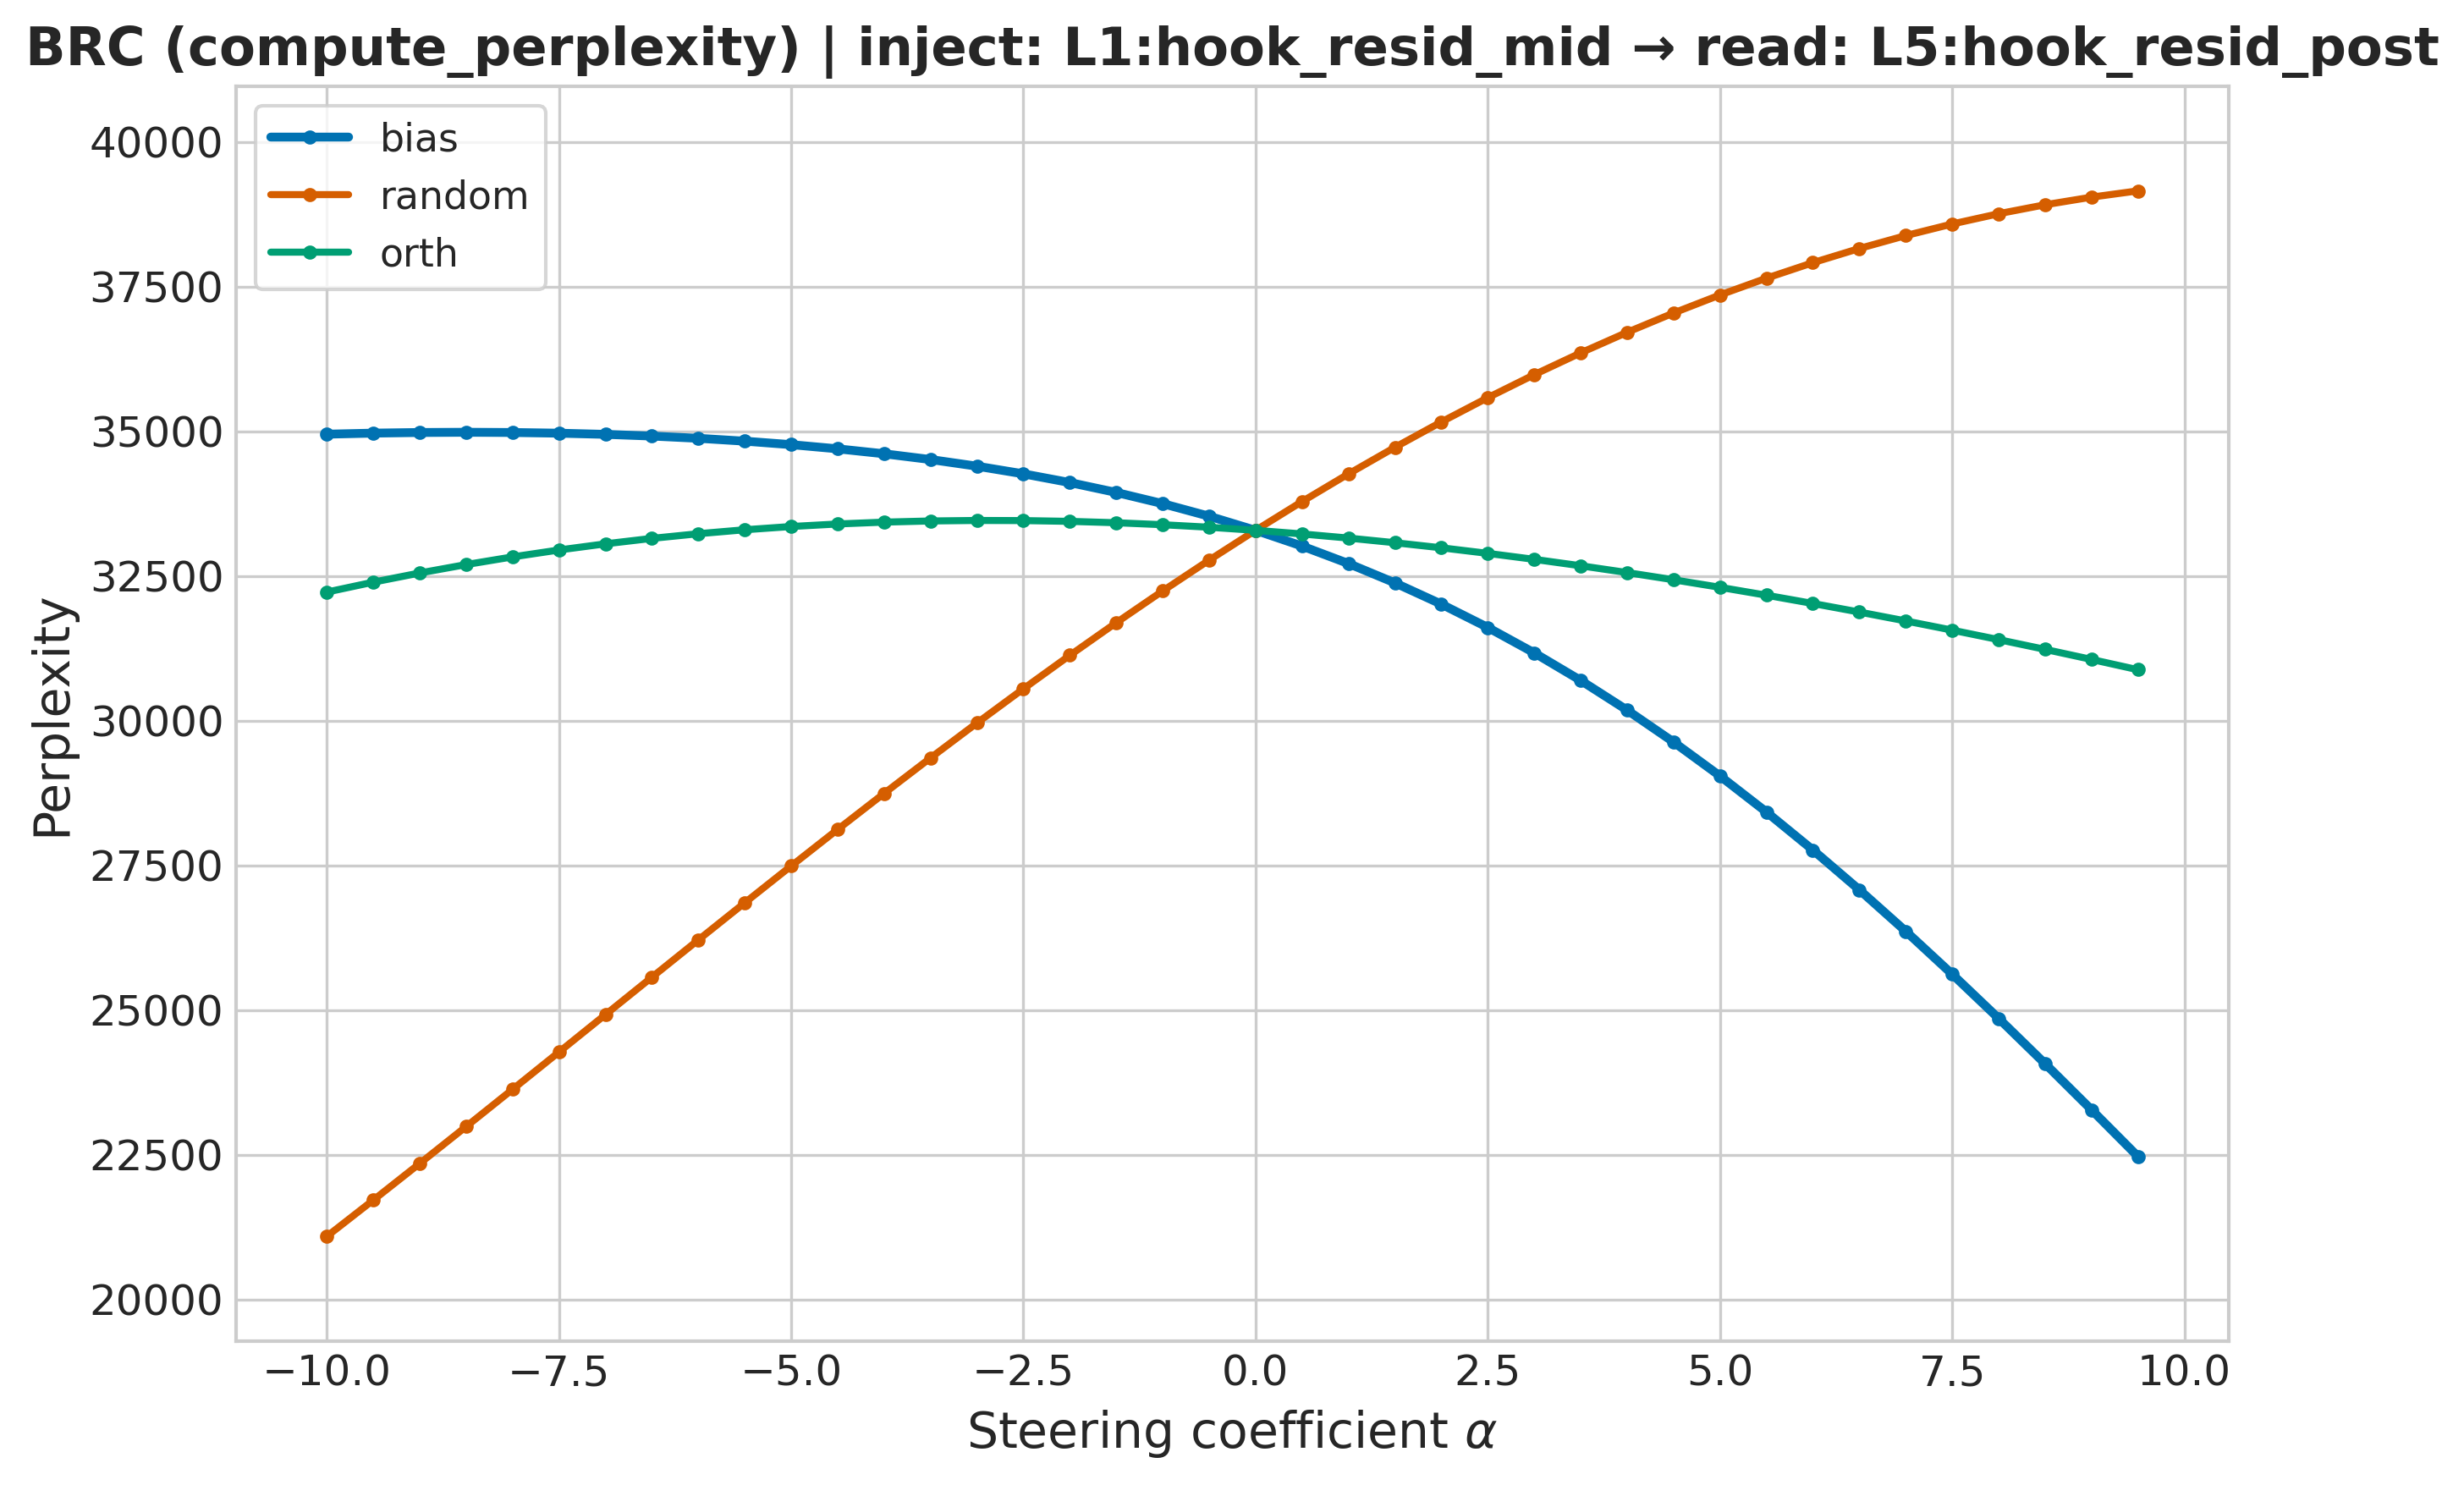 BRC (compute_perplexity) | inject: L1:hook_resid_mid → read: L5:hook_resid_post
bias
random
orth
40000
37500
35000
32500
30000
27500
25000
22500
20000
Perplexity
−10.0 −7.5 −5.0 −2.5 0.0 2.5 5.0 7.5 10.0
Steering coefficient α